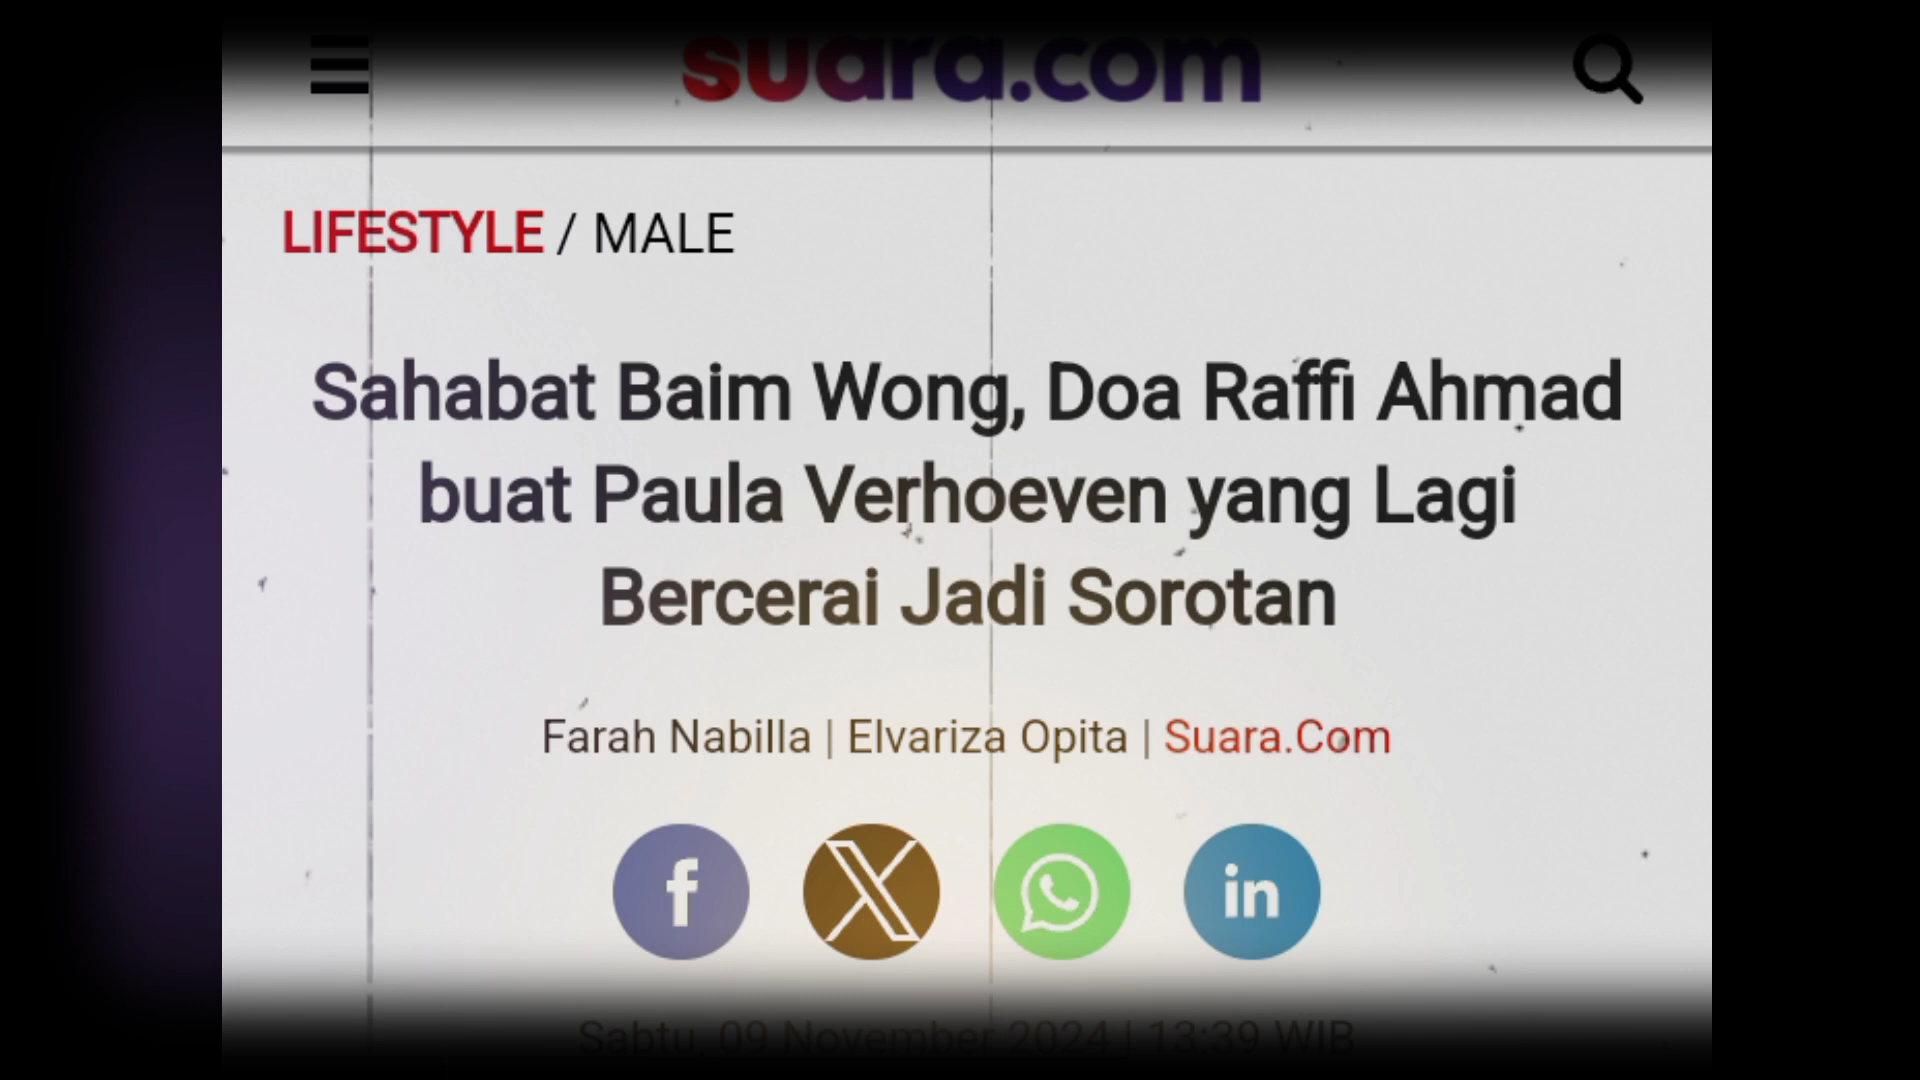 suara.com
LIFESTYLE / MALE
Sahabat Baim Wong, Doa Raffi Ahmad
buat Paula Verhoeven yang Lagi
Bercerai Jadi Sorotan
Farah Nabilla | Elvariza Opita | Suara.Com
f X in
Sabtu, 09 November 2024 | 13:39 WIB